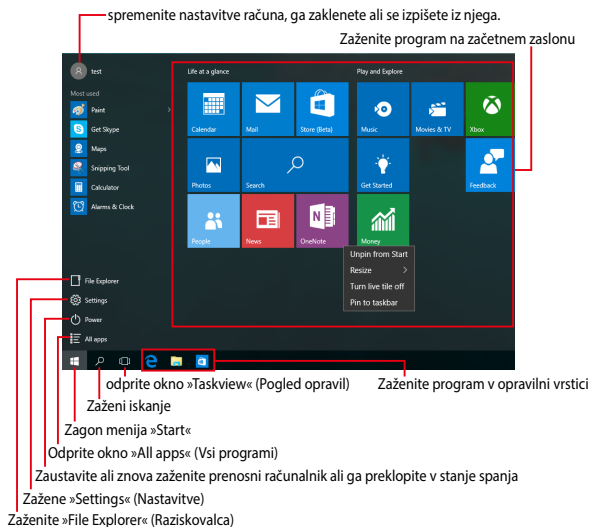 spremenite nastavitve računa, ga zaklenete ali se izpišete iz njega.
Zaženite program na začetnem zaslonu
test
Life at a glance
Play and Explore
Most used
Paint
Get Skype
Maps
Snipping Tool
Calculator
Alarms & Clock
Calendar
Mail
Store (Beta)
Music
Movies & TV
Xbox
Photos
Search
Get Started
Feedback
People
News
OneNote
Money
Unpin from Start
Resize
Turn live tile off
Pin to taskbar
File Explorer
Settings
Power
All apps
odprite okno »Taskview« (Pogled opravil)
Zaženite program v opravilni vrstici
Zaženi iskanje
Zagon menija »Start«
Odprite okno »All apps« (Vsi programi)
Zaustavite ali znova zaženite prenosni računalnik ali ga preklopite v stanje spanja
Zažene »Settings« (Nastavitve)
Zaženite »File Explorer« (Raziskovalca)